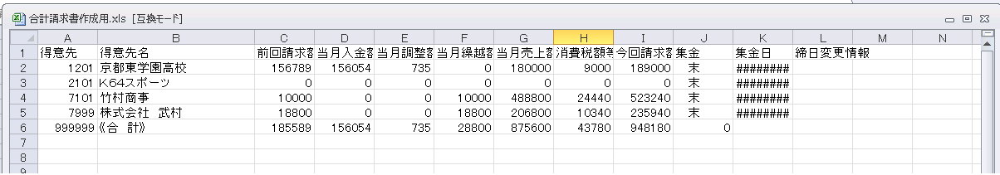 合計請求書作成用.xls [互換モード]
A B C D E F G H I J K L M N
1 得意先 得意先名 前回請求額 当月入金額 当月調整額 当月繰越額 当月売上額 消費税額等 今回請求額 集金 集金日 締日変更情報
2 1201 京都東学園高校 156789 156054 735 0 180000 9000 189000 末 ########
3 2101 K64スポーツ 0 0 0 0 0 0 0 末 ########
4 7101 竹村商事 10000 0 0 10000 488800 24440 523240 末 ########
5 7999 株式会社 武村 18800 0 0 18800 206800 10340 235940 末 ########
6 999999 《合 計》 185589 156054 735 28800 875600 43780 948180 0
7
8
9